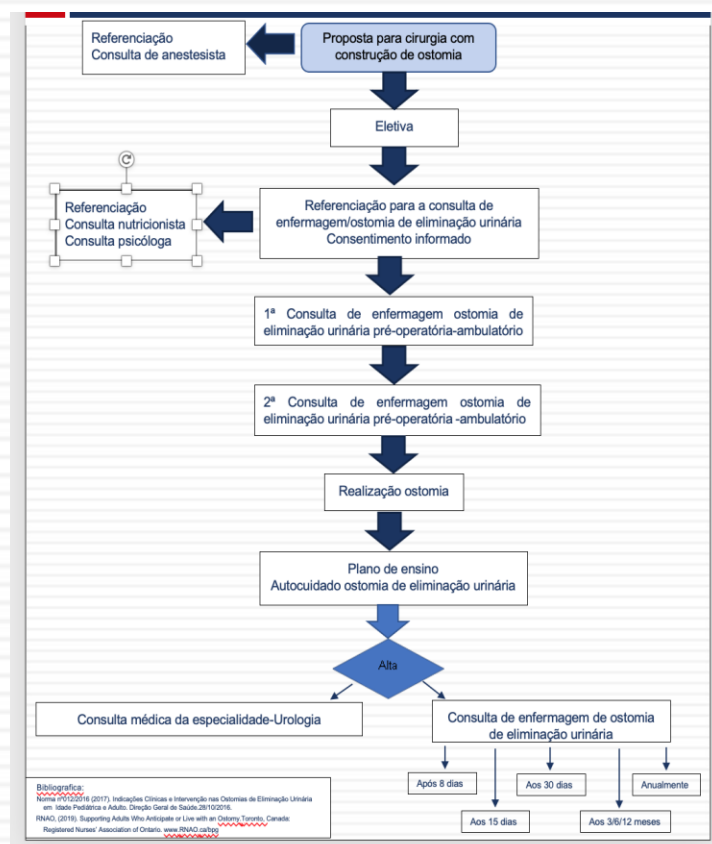 Referenciação
Consulta de anestesista
Proposta para cirurgia com
construção de ostomia
Eletiva
Referenciação
Consulta nutricionista
Consulta psicóloga
Referenciação para a consulta de
enfermagem/ostomia de eliminação urinária
Consentimento informado
1ª Consulta de enfermagem ostomia de
eliminação urinária pré-operatória-ambulatório
2ª Consulta de enfermagem ostomia de
eliminação urinária pré-operatória -ambulatório
Realização ostomia
Plano de ensino
Autocuidado ostomia de eliminação urinária
Alta
Consulta médica da especialidade-Urologia
Consulta de enfermagem de ostomia
de eliminação urinária
Após 8 dias
Aos 30 dias
Anualmente
Aos 15 dias
Aos 3/6/12 meses
Bibliografica:
Norma nº012/2016 (2017). Indicações Clínicas e Intervenção nas Ostomias de Eliminação Urinária
em Idade Pediátrica e Adulto. Direção Geral de Saúde.28/10/2016.
RNAO, (2019). Supporting Adults Who Anticipate or Live with an Ostomy.Toronto, Canada:
Registered Nurses' Association of Ontario. www.RNAO.ca/bpg